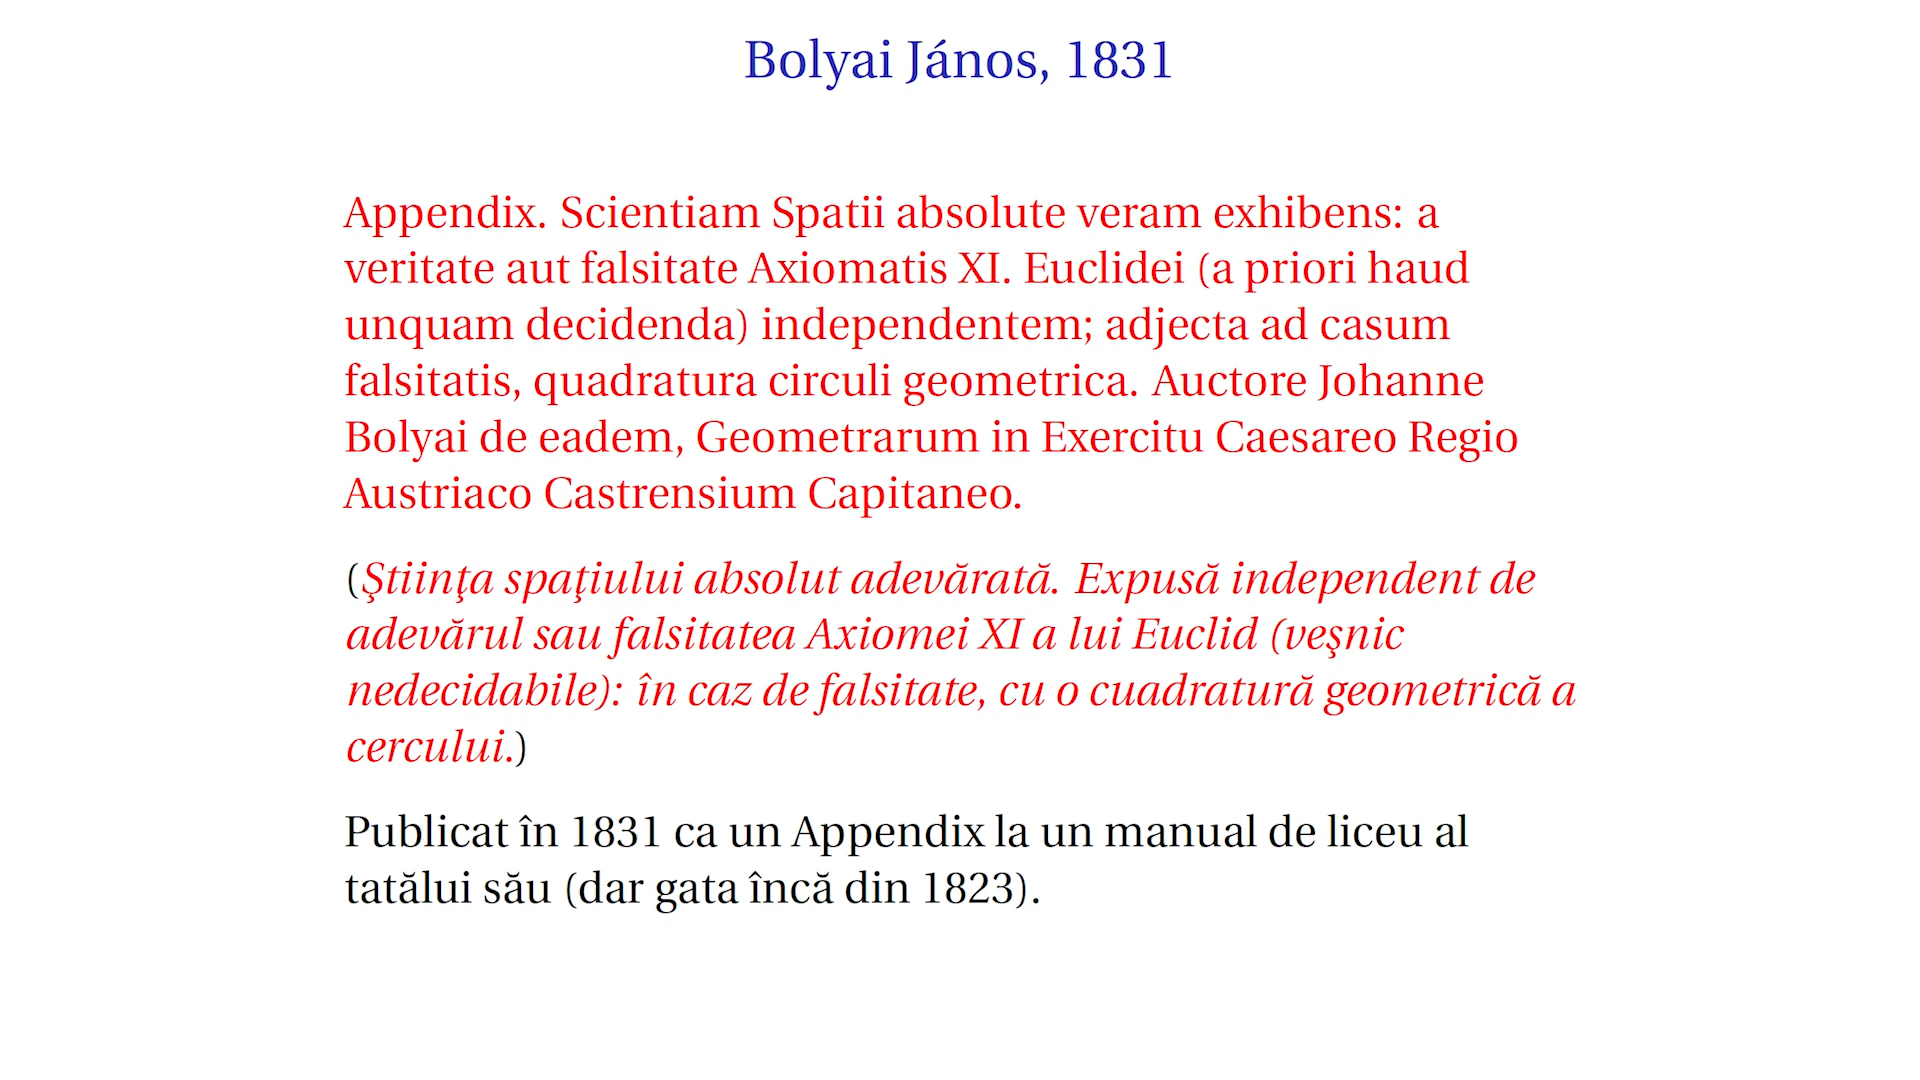 Bolyai János, 1831
Appendix. Scientiam Spatii absolute veram exhibens: a
veritate aut falsitate Axiomatis XI. Euclidei (a priori haud
unquam decidenda) independentem; adjecta ad casum
falsitatis, quadratura circuli geometrica. Auctore Johanne
Bolyai de eadem, Geometrarum in Exercitu Caesareo Regio
Austriaco Castrensium Capitaneo.
(Ştiinţa spaţiului absolut adevărată. Expusă independent de
adevărul sau falsitatea Axiomei XI a lui Euclid (veşnic
nedecidabile): în caz de falsitate, cu o cuadratură geometrică a
cercului.)
Publicat în 1831 ca un Appendix la un manual de liceu al
tatălui său (dar gata încă din 1823).